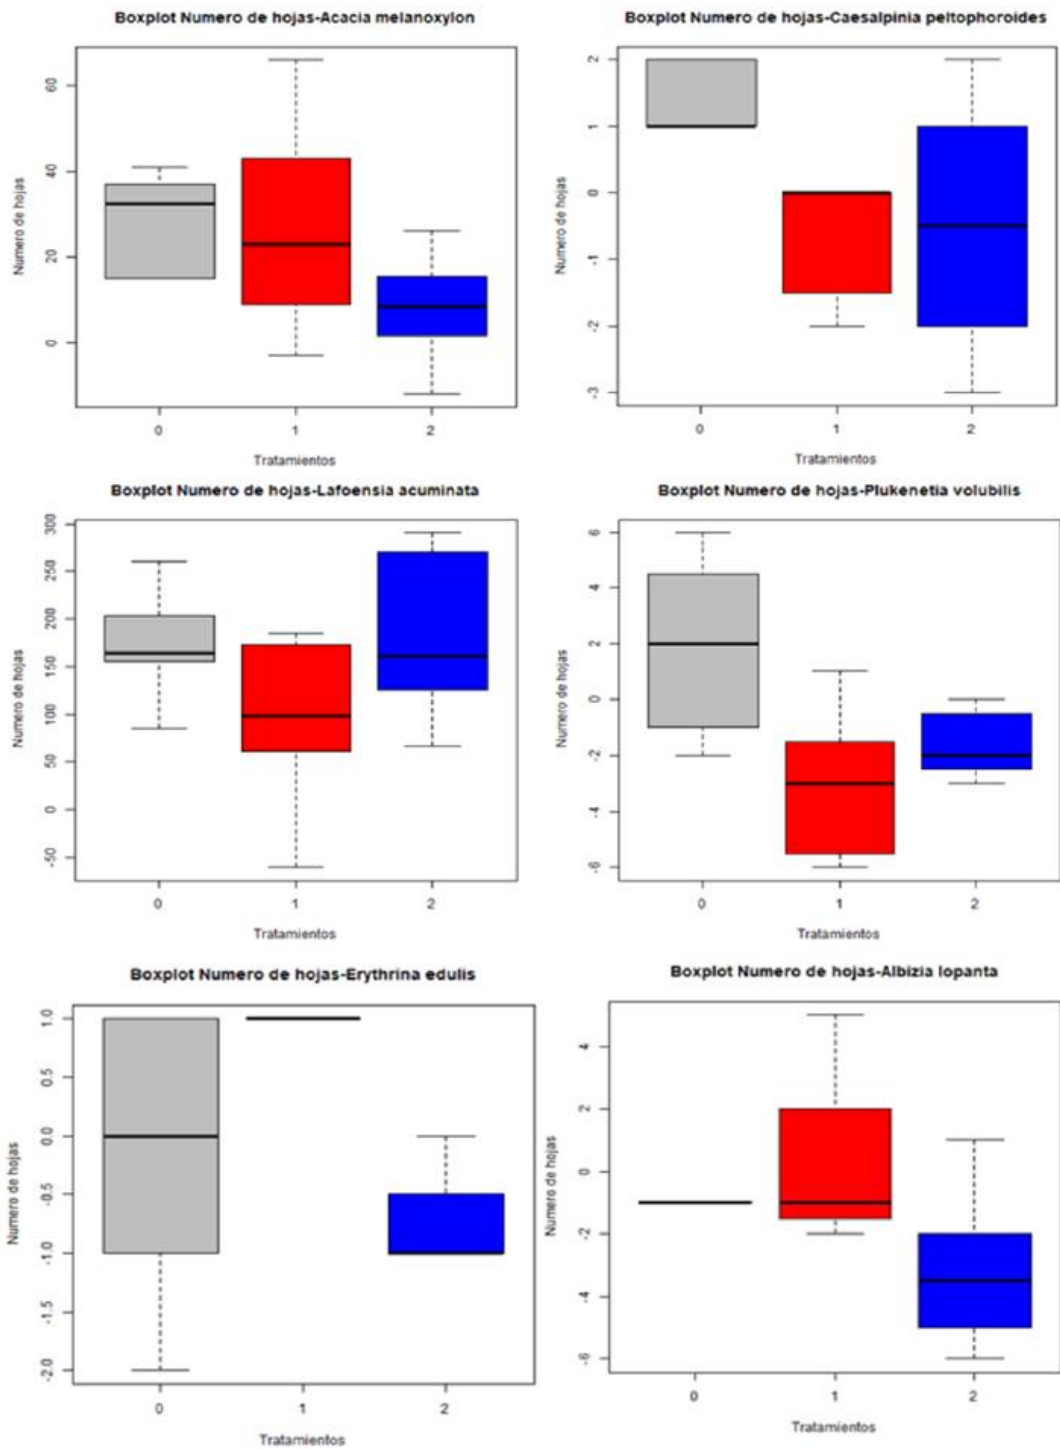 Boxplot Numero de hojas-Acacia melanoxylon
Numero de hojas
60
40
20
0
0 1 2
Tratamientos
Boxplot Numero de hojas-Caesalpinia peltophoroides
Numero de hojas
2
1
0
-1
-2
-3
0 1 2
Tratamientos
Boxplot Numero de hojas-Lafoensia acuminata
Numero de hojas
300
250
200
150
100
50
0
-50
0 1 2
Tratamientos
Boxplot Numero de hojas-Plukenetia volubilis
Numero de hojas
6
4
2
0
-2
-4
-6
0 1 2
Tratamientos
Boxplot Numero de hojas-Erythrina edulis
Numero de hojas
1.0
0.5
0.0
-0.5
-1.0
-1.5
-2.0
0 1 2
Tratamientos
Boxplot Numero de hojas-Albizia lopanta
Numero de hojas
4
2
0
-2
-4
-6
0 1 2
Tratamientos